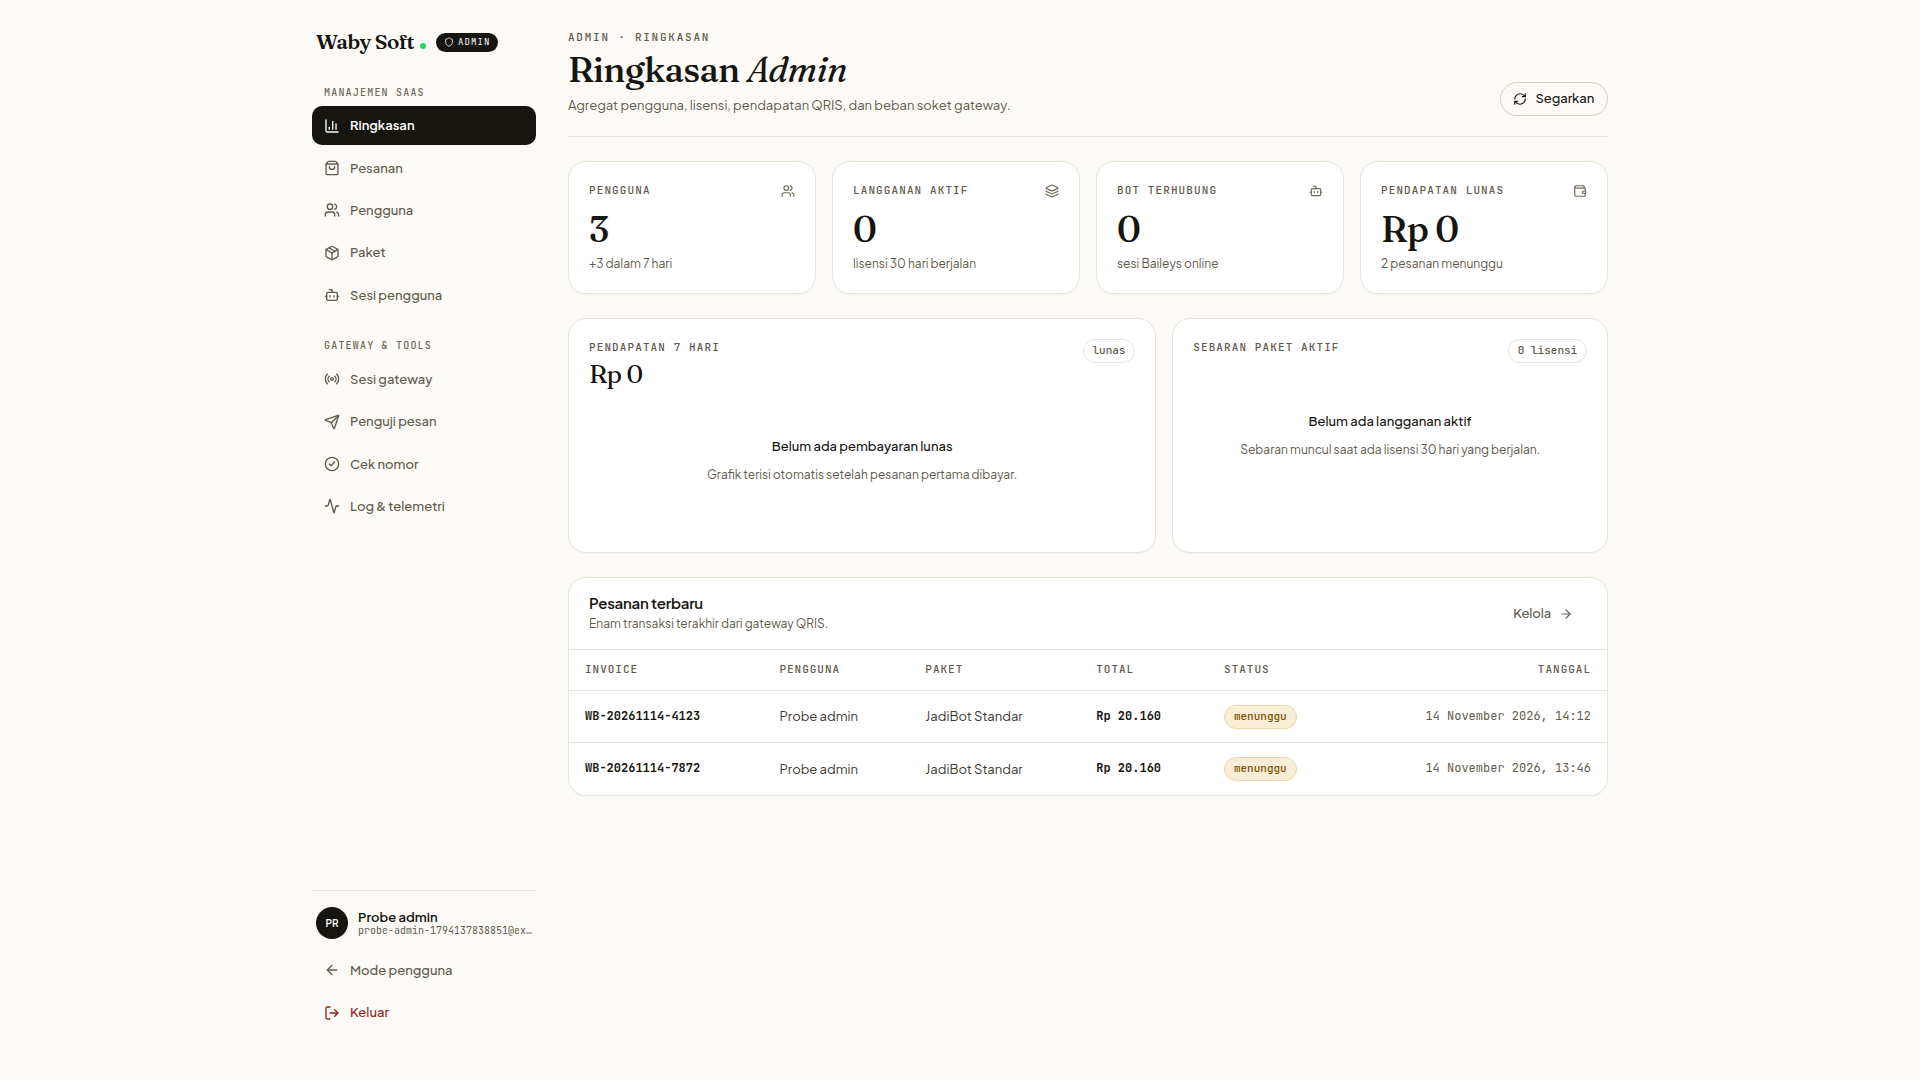 Waby Soft
ADMIN
MANAJEMEN SAAS
Ringkasan
Pesanan
Pengguna
Paket
Sesi pengguna
GATEWAY & TOOLS
Sesi gateway
Penguji pesan
Cek nomor
Log & telemetri
PR
Probe admin
probe-admin-1794137838851@ex…
Mode pengguna
Keluar
ADMIN · RINGKASAN
Ringkasan Admin
Agregat pengguna, lisensi, pendapatan QRIS, dan beban soket gateway.
Segarkan
PENGGUNA
3
+3 dalam 7 hari
LANGGANAN AKTIF
0
lisensi 30 hari berjalan
BOT TERHUBUNG
0
sesi Baileys online
PENDAPATAN LUNAS
Rp 0
2 pesanan menunggu
PENDAPATAN 7 HARI
lunas
Rp 0
Belum ada pembayaran lunas
Grafik terisi otomatis setelah pesanan pertama dibayar.
SEBARAN PAKET AKTIF
0 lisensi
Belum ada langganan aktif
Sebaran muncul saat ada lisensi 30 hari yang berjalan.
Pesanan terbaru
Enam transaksi terakhir dari gateway QRIS.
Kelola
INVOICE PENGGUNA PAKET TOTAL STATUS TANGGAL
WB-20261114-4123 Probe admin JadiBot Standar Rp 20.160 menunggu 14 November 2026, 14:12
WB-20261114-7872 Probe admin JadiBot Standar Rp 20.160 menunggu 14 November 2026, 13:46